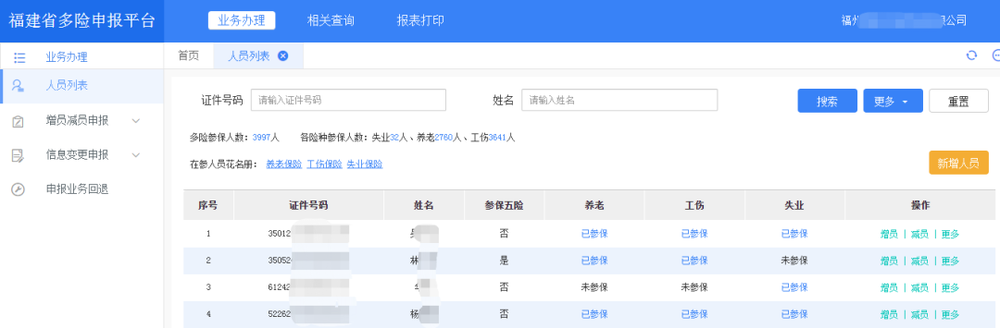 福建省多险申报平台
业务办理 相关查询 报表打印 福州 公司
业务办理
人员列表
增员减员申报
信息变更申报
申报业务回退
首页 人员列表
证件号码 请输入证件号码 姓名 请输入姓名 搜索 更多 重置
多险参保人数：3997人 各险种参保人数：失业32人、养老2760人、工伤3641人
在参人员花名册： 养老保险 工伤保险 失业保险
新增人员
序号 证件号码 姓名 参保五险 养老 工伤 失业 操作
1 35012 否 已参保 已参保 已参保 增员 | 减员 | 更多
2 35052 林 是 已参保 已参保 未参保 增员 | 减员 | 更多
3 61242 否 未参保 未参保 已参保 增员 | 减员 | 更多
4 52262 杨 否 已参保 已参保 已参保 增员 | 减员 | 更多